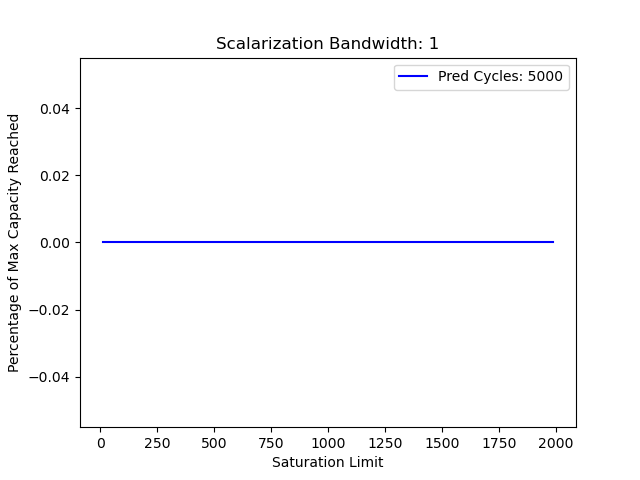 Scalarization Bandwidth: 1
Pred Cycles: 5000
Percentage of Max Capacity Reached
0.04
0.02
0.00
−0.02
−0.04
0 250 500 750 1000 1250 1500 1750 2000
Saturation Limit